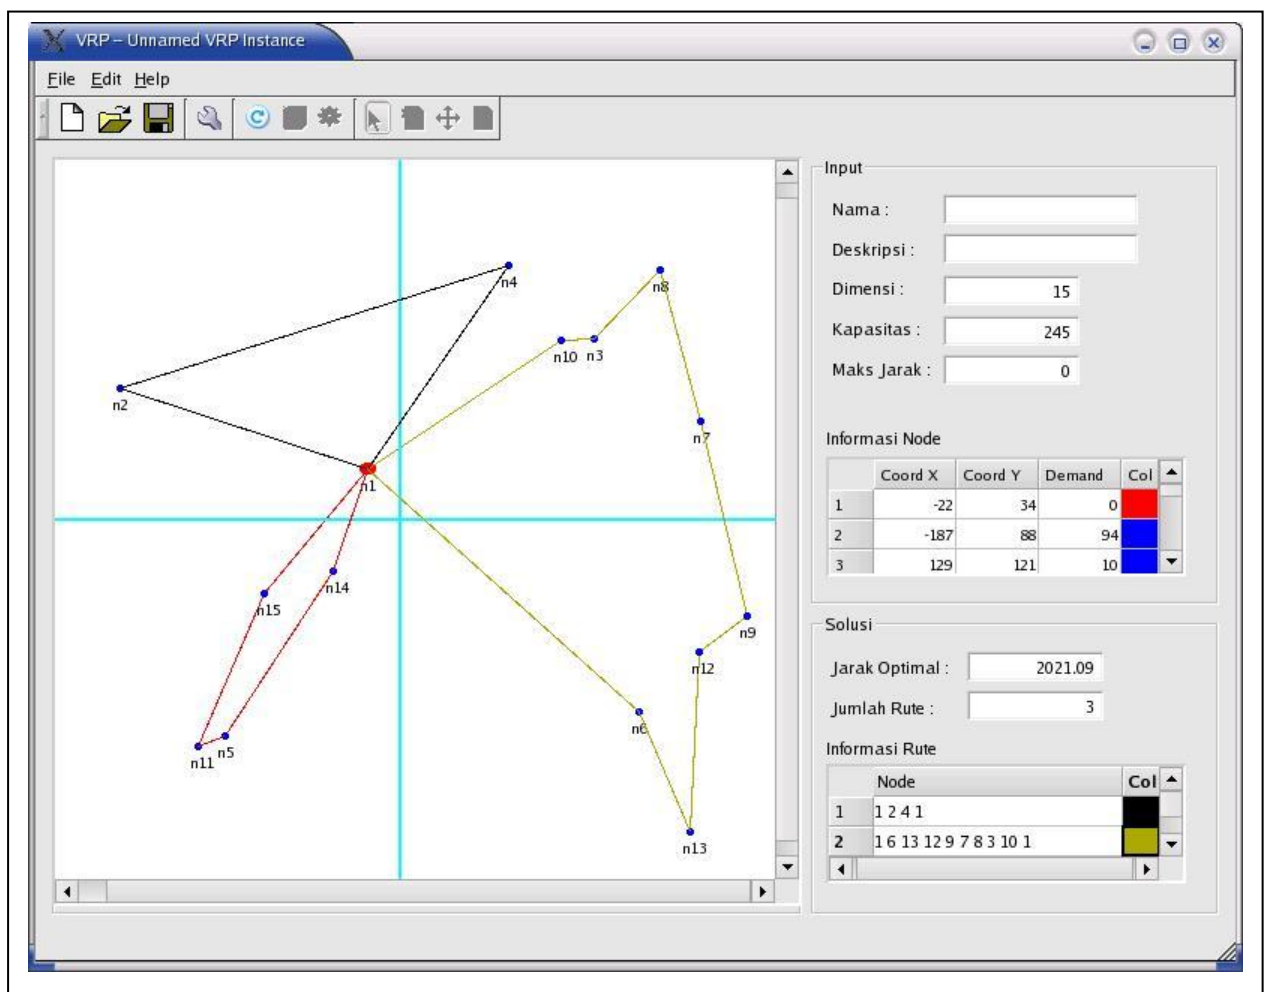 VRP – Unnamed VRP Instance
File Edit Help
n4
n8
n10 n3
n2
n7
n1
n14
n15
n9
n12
n6
n5
n11
n13
Input
Nama :
Deskripsi :
Dimensi : 15
Kapasitas : 245
Maks Jarak : 0
Informasi Node
Coord X Coord Y Demand Col
1 -22 34 0
2 -187 88 94
3 129 121 10
Solusi
Jarak Optimal : 2021.09
Jumlah Rute : 3
Informasi Rute
Node Col
1 1 2 4 1
2 1 6 13 12 9 7 8 3 10 1